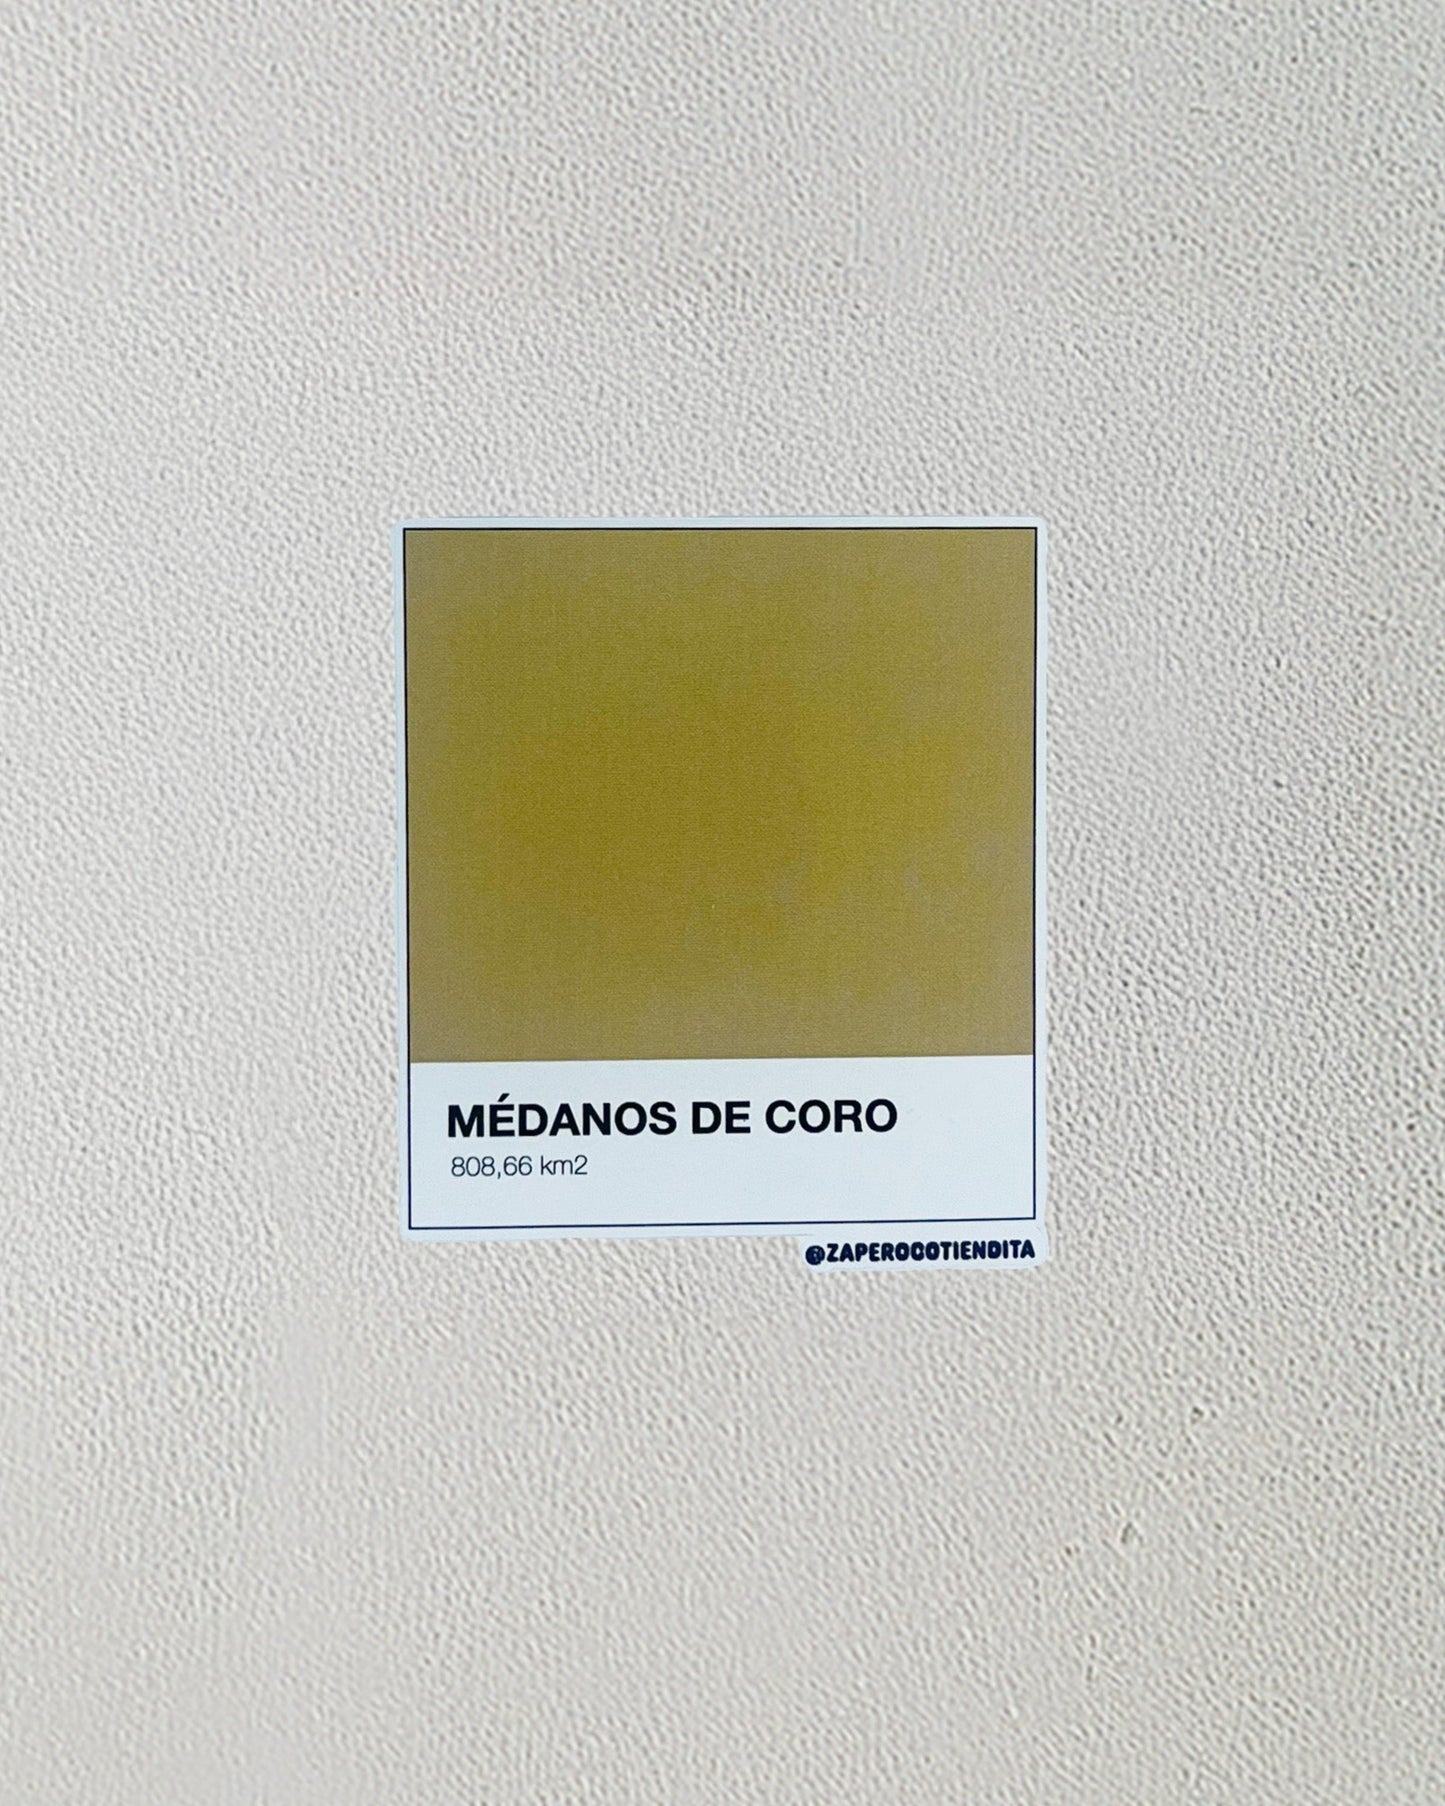 MÉDANOS DE CORO
808,66 km2
@ZAPEROCOTIENDITA